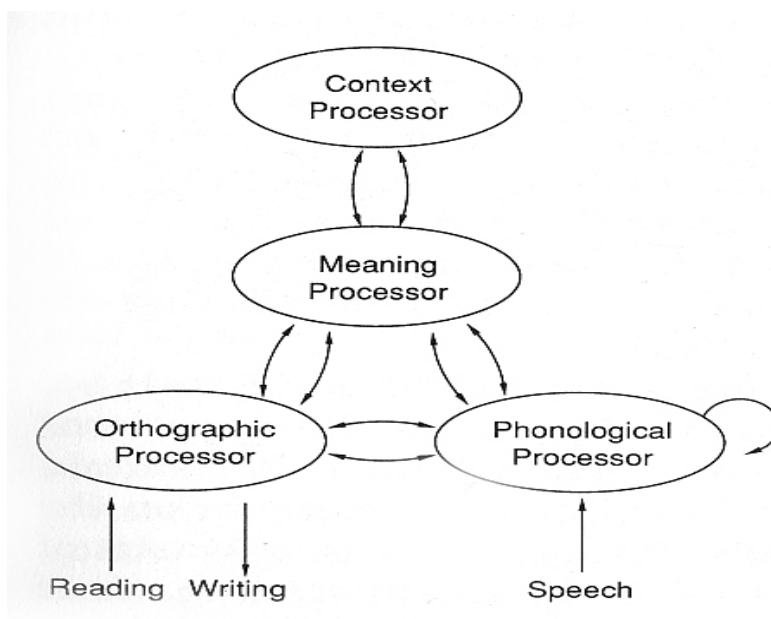 Context
Processor
Meaning
Processor
Orthographic
Processor
Phonological
Processor
Reading Writing
Speech